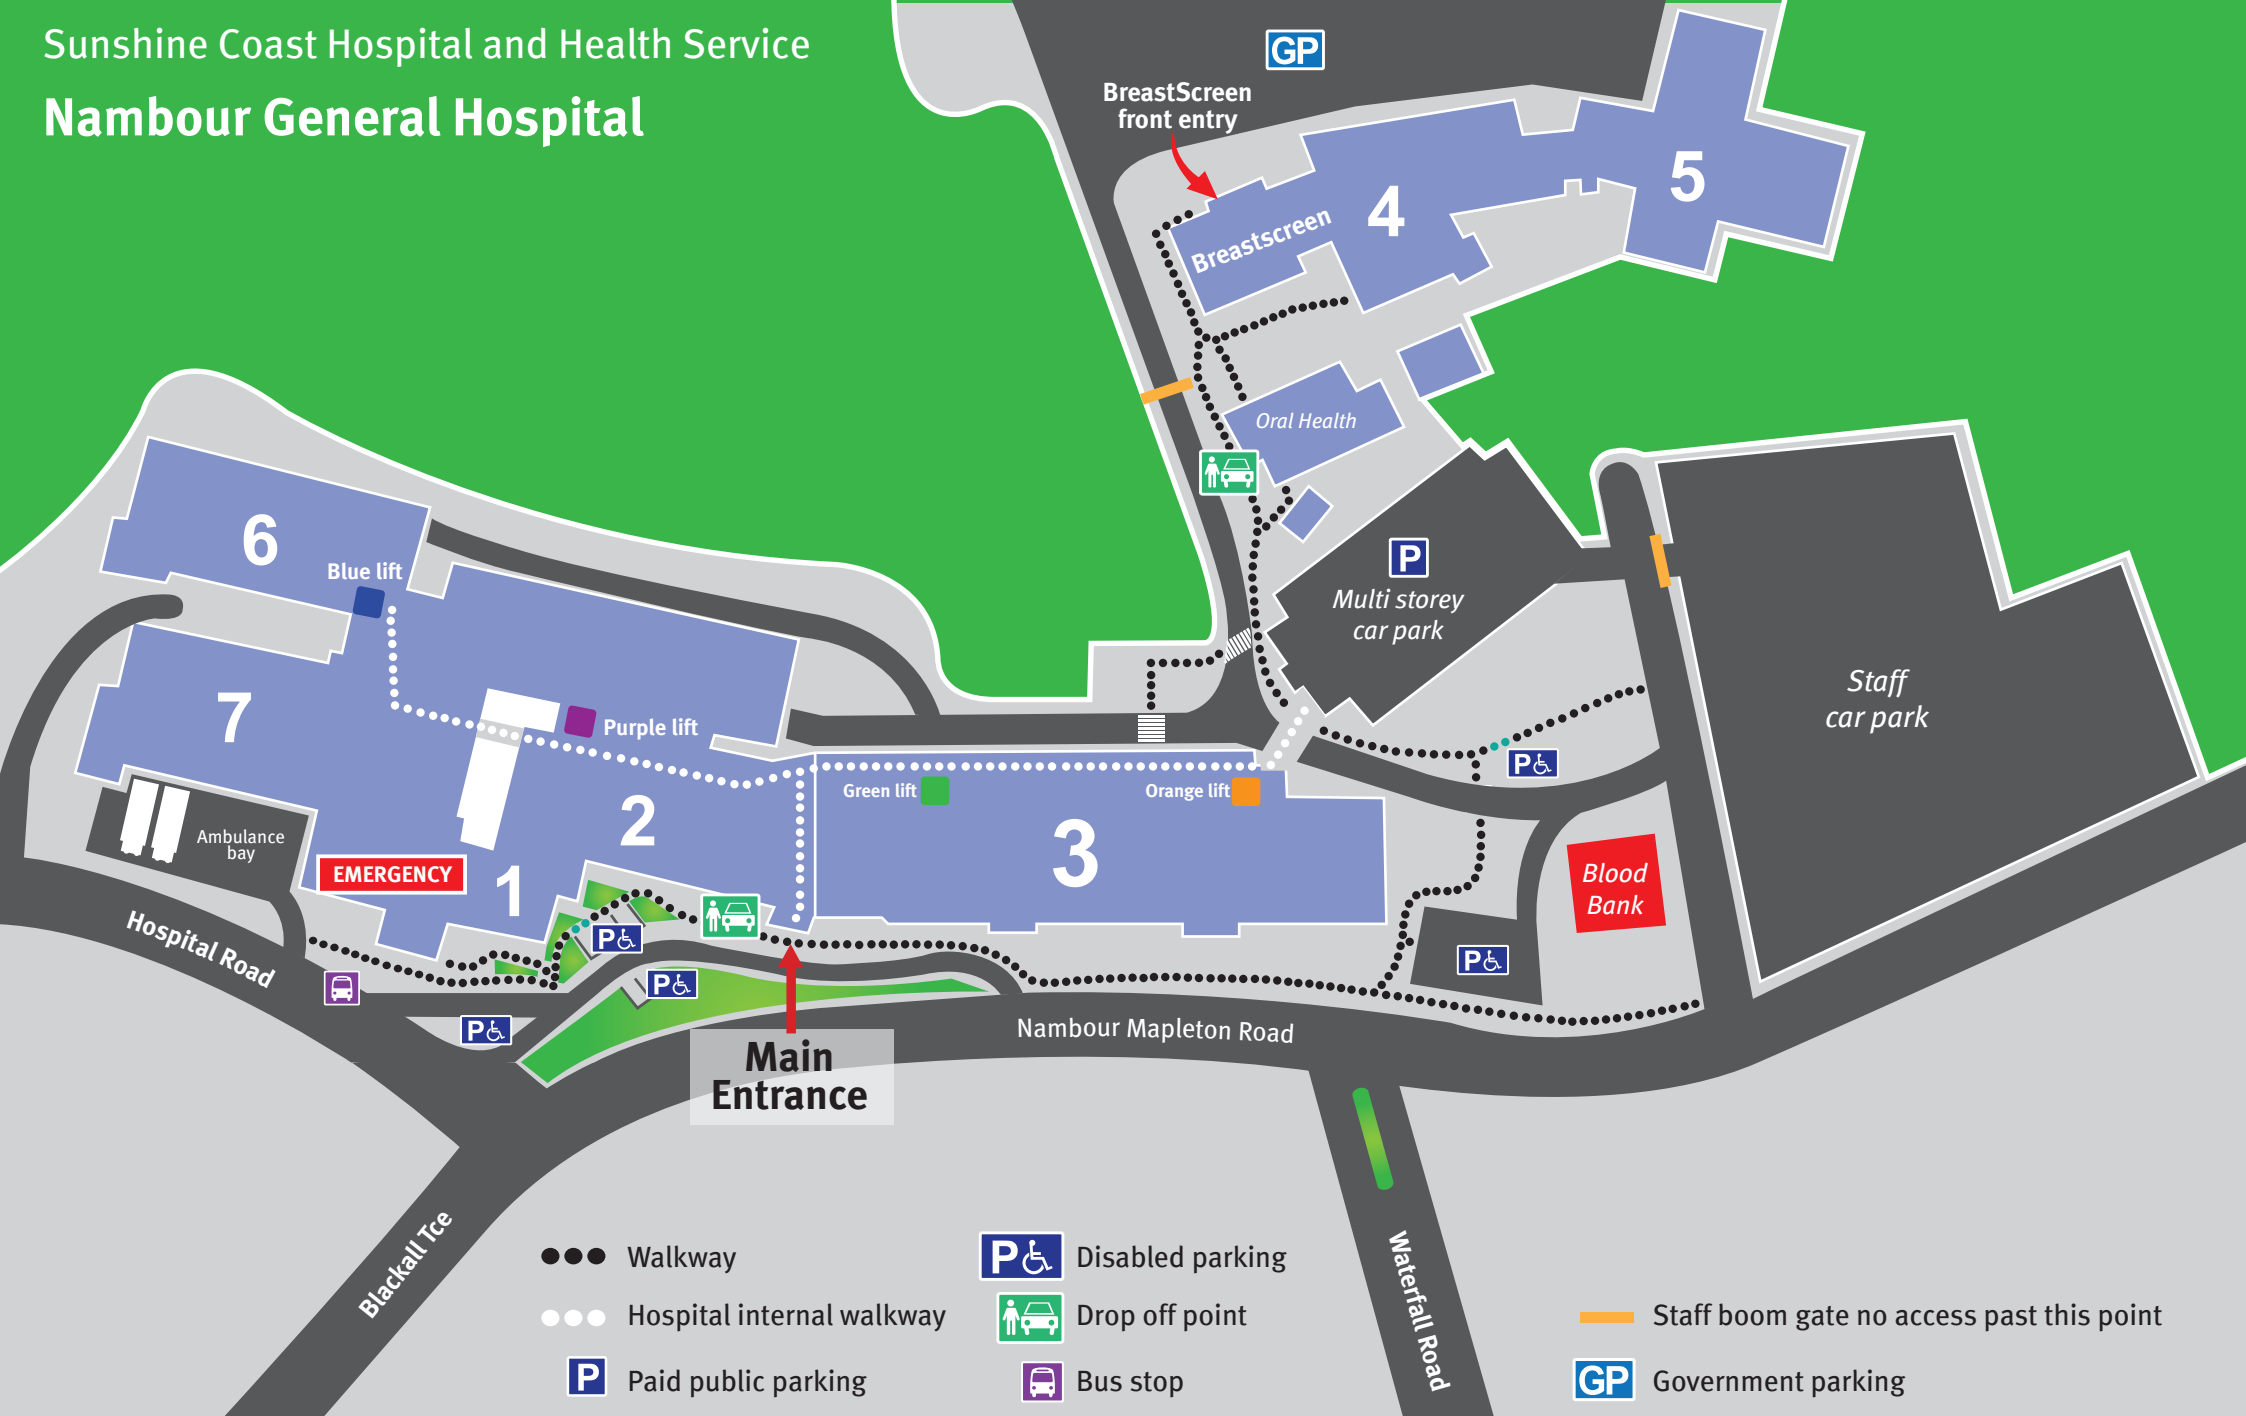 Sunshine Coast Hospital and Health Service
Nambour General Hospital
GP
BreastScreen
front entry
5
4
Breastscreen
Oral Health
P
Multi storey
car park
Staff
car park
6
Blue lift
7
Purple lift
Green lift
Orange lift
P
2
3
Ambulance
bay
EMERGENCY
1
Blood
Bank
P
P
P
P
Hospital Road
Nambour Mapleton Road
Main
Entrance
Blackall Tce
Waterfall Road
Walkway
Hospital internal walkway
P
Paid public parking
P
Disabled parking
Drop off point
Bus stop
Staff boom gate no access past this point
GP
Government parking